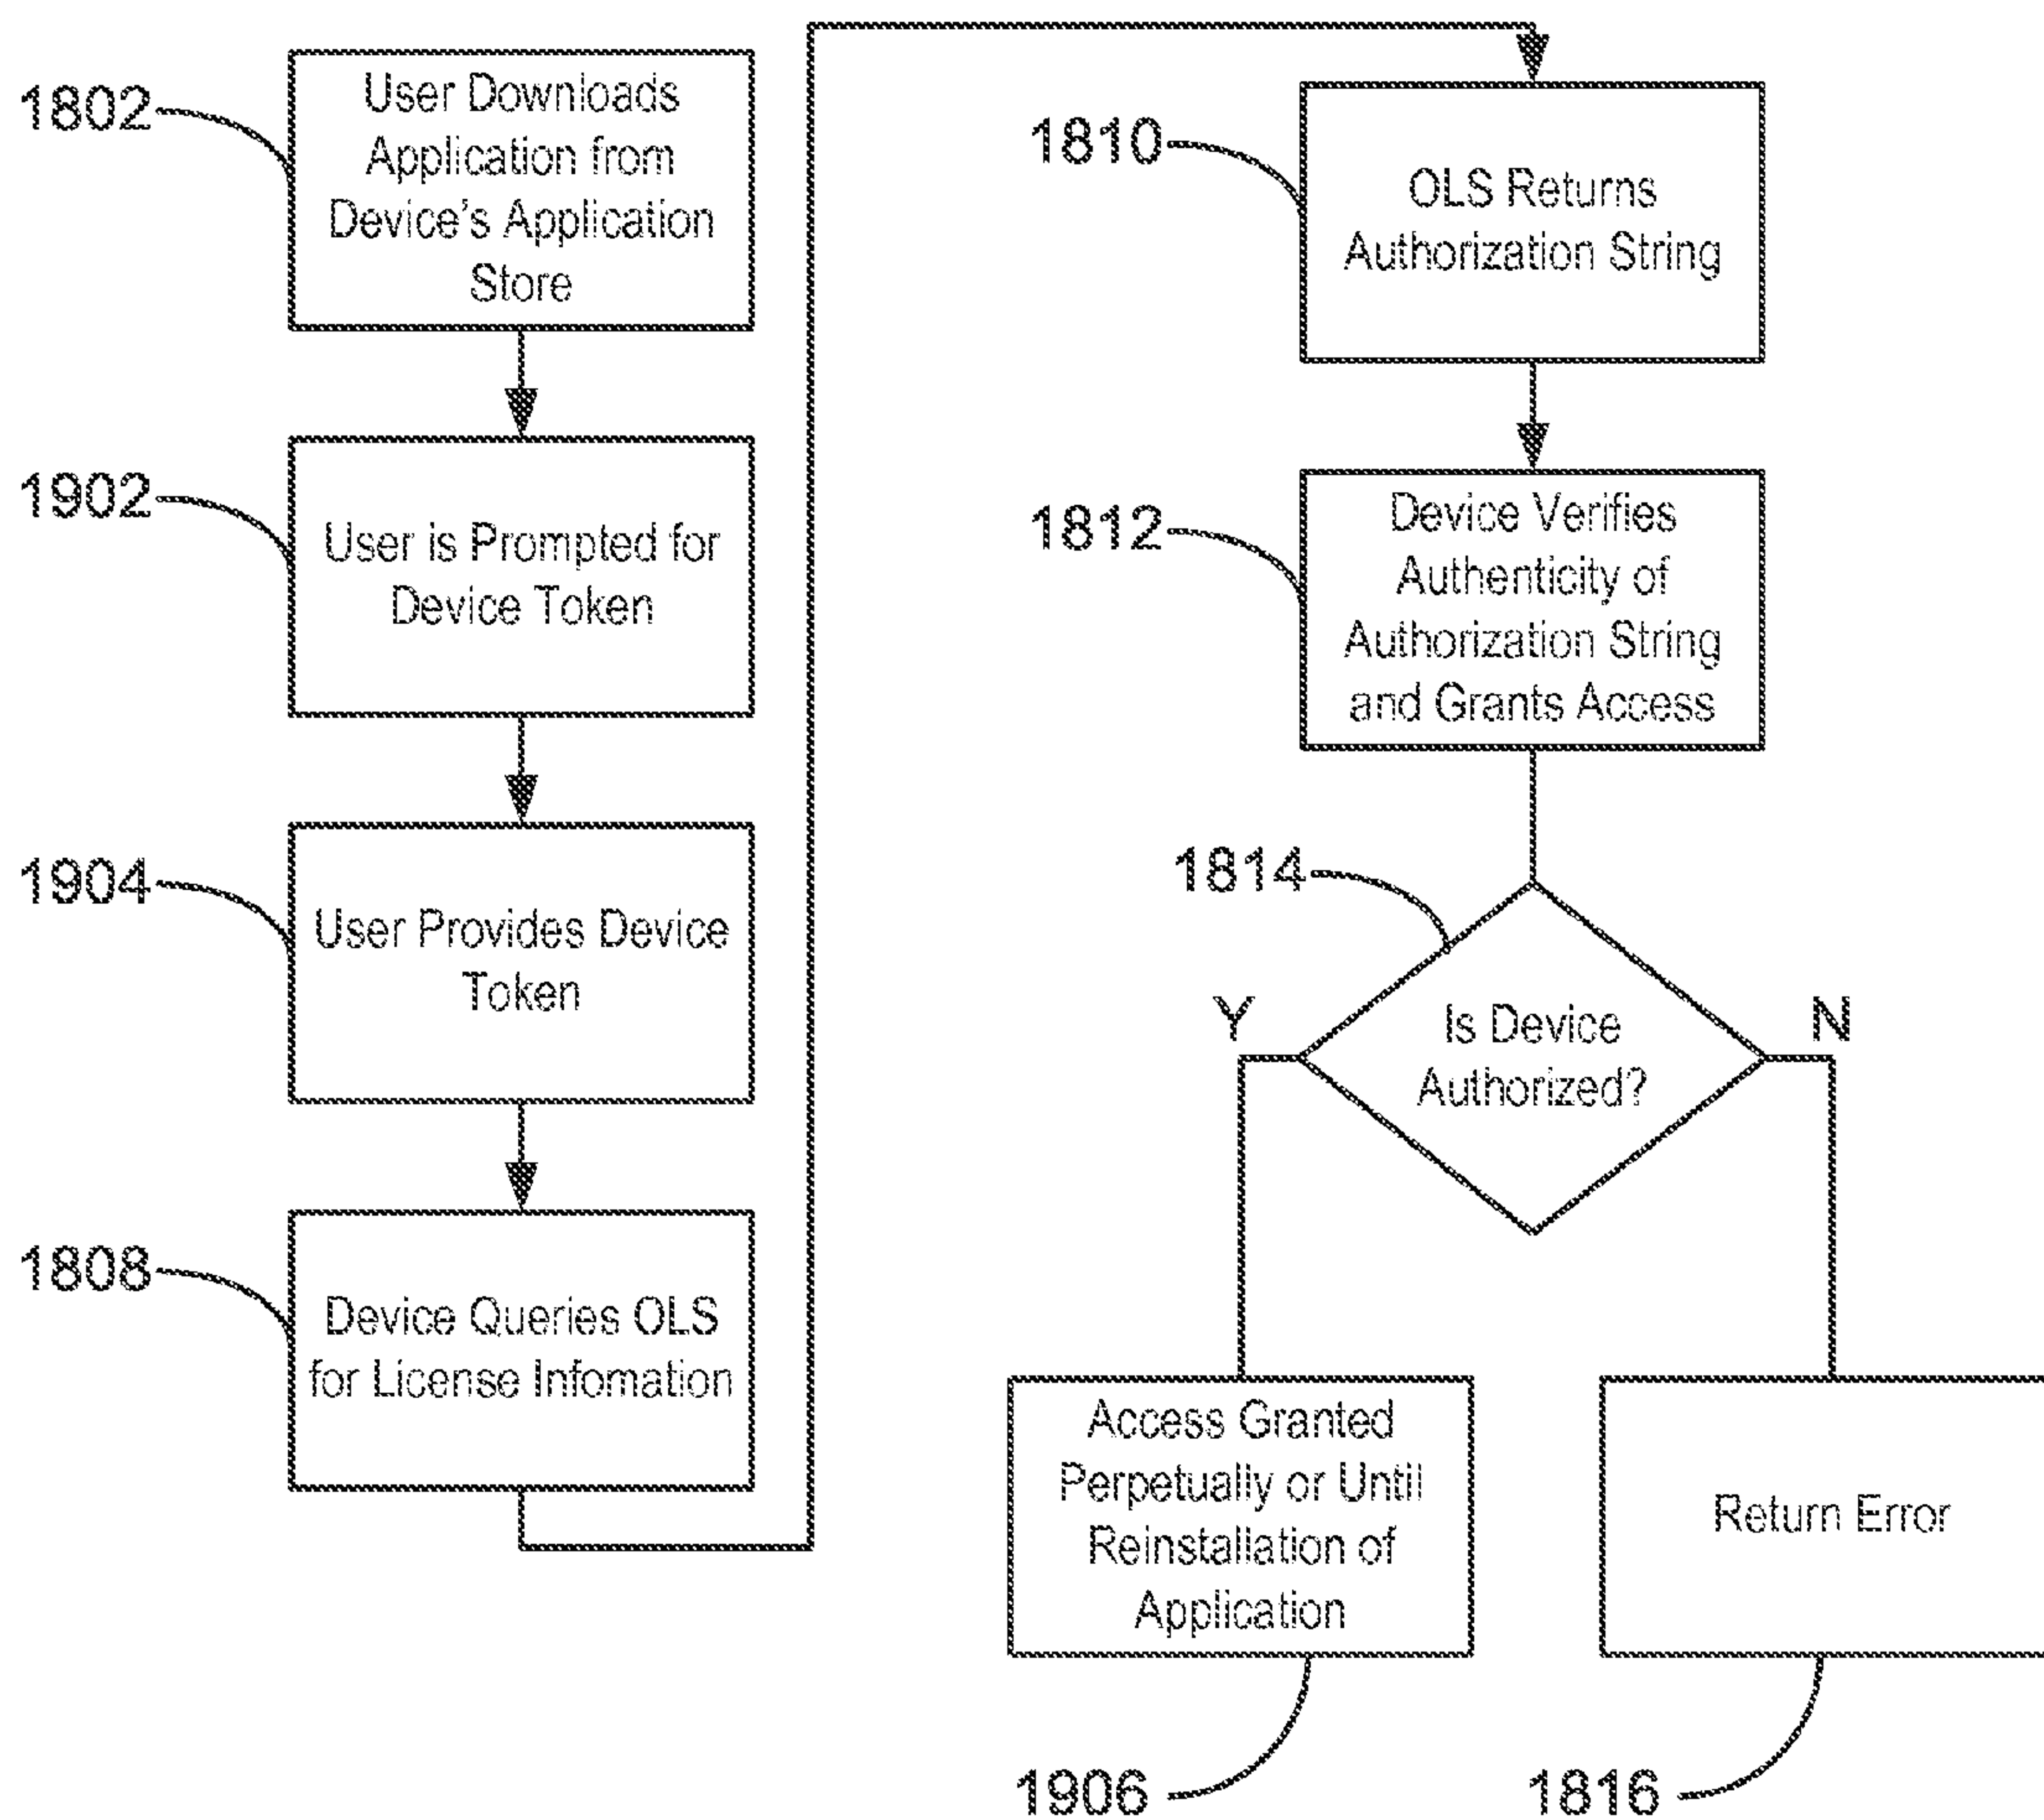 1802
User Downloads
Application from
Device's Application
Store
1902
User is Prompted for
Device Token
1904
User Provides Device
Token
1808
Device Queries OLS
for License Infomation
1810
OLS Returns
Authorization String
1812
Device Verifies
Authenticity of
Authorization String
and Grants Access
1814
Is Device
Authorized?
Y
N
Access Granted
Perpetually or Until
Reinstallation of
Application
1906
Return Error
1816